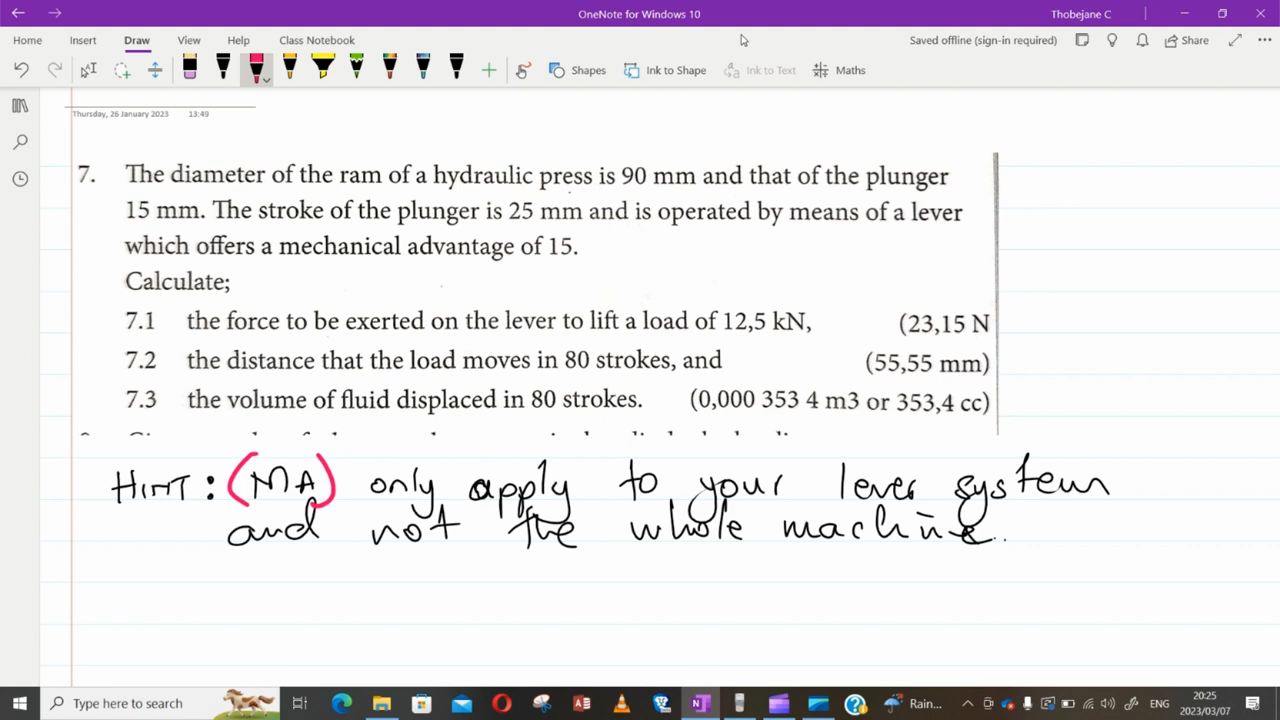 OneNote for Windows 10
Thobejane C
Home Insert Draw View Help Class Notebook
Saved offline (sign-in required)
Share
Shapes
Ink to Shape
Ink to Text
Maths
Thursday, 26 January 2023 13:49
7. The diameter of the ram of a hydraulic press is 90 mm and that of the plunger
15 mm. The stroke of the plunger is 25 mm and is operated by means of a lever
which offers a mechanical advantage of 15.
Calculate;
7.1 the force to be exerted on the lever to lift a load of 12,5 kN, (23,15 N
7.2 the distance that the load moves in 80 strokes, and (55,55 mm)
7.3 the volume of fluid displaced in 80 strokes. (0,000 353 4 m3 or 353,4 cc)
HINT: (MA) only apply to your lever system
and not the whole machine..
Type here to search
Rain...
ENG
20:25
2023/03/07